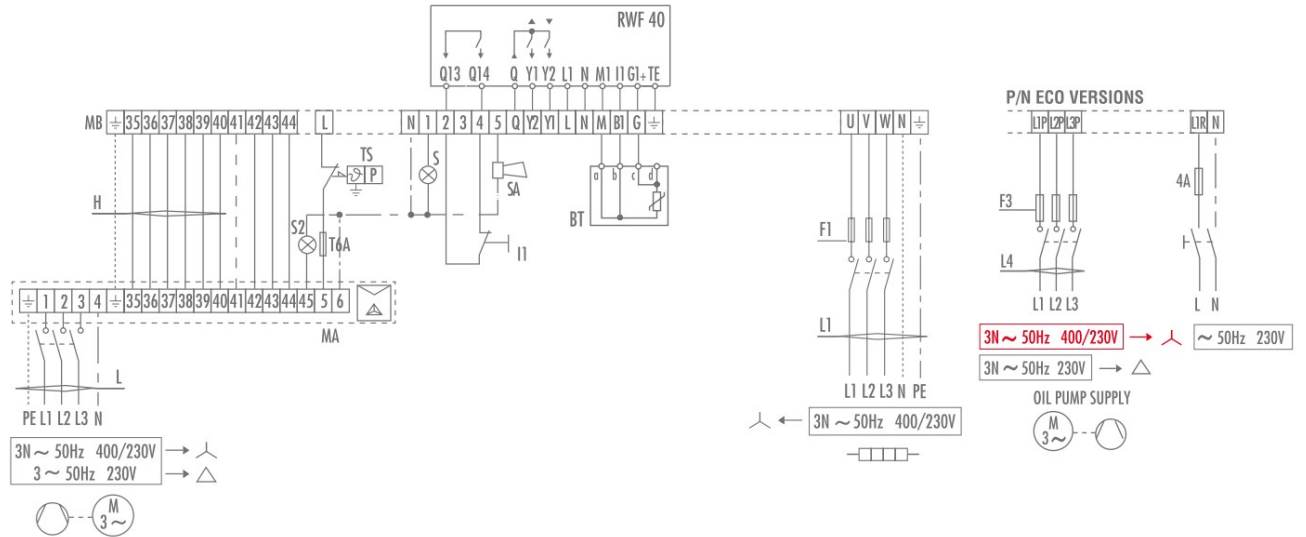 RWF 40
Q13 Q14 Q Y1 Y2 L1 N M1 I1 G1+ TE
P/N ECO VERSIONS
MB 35 36 37 38 39 40 41 42 43 44 L N 1 2 3 4 5 Q Y2 Y1 L N M B1 G U V W N L1P L2P L3P L1R N
TS
P
S
SA
a b c d
BT
4A
H
F3
S2
T6A
I1
F1
L4
1 2 3 4 35 36 37 38 39 40 41 42 43 44 45 5 6
L1 L2 L3
L N
MA
L1
3N ~ 50Hz 400/230V
~ 50Hz 230V
3N ~ 50Hz 230V
L
L1 L2 L3 N PE
OIL PUMP SUPPLY
PE L1 L2 L3 N
3N ~ 50Hz 400/230V
M
3~
3N ~ 50Hz 400/230V
3 ~ 50Hz 230V
M
3~